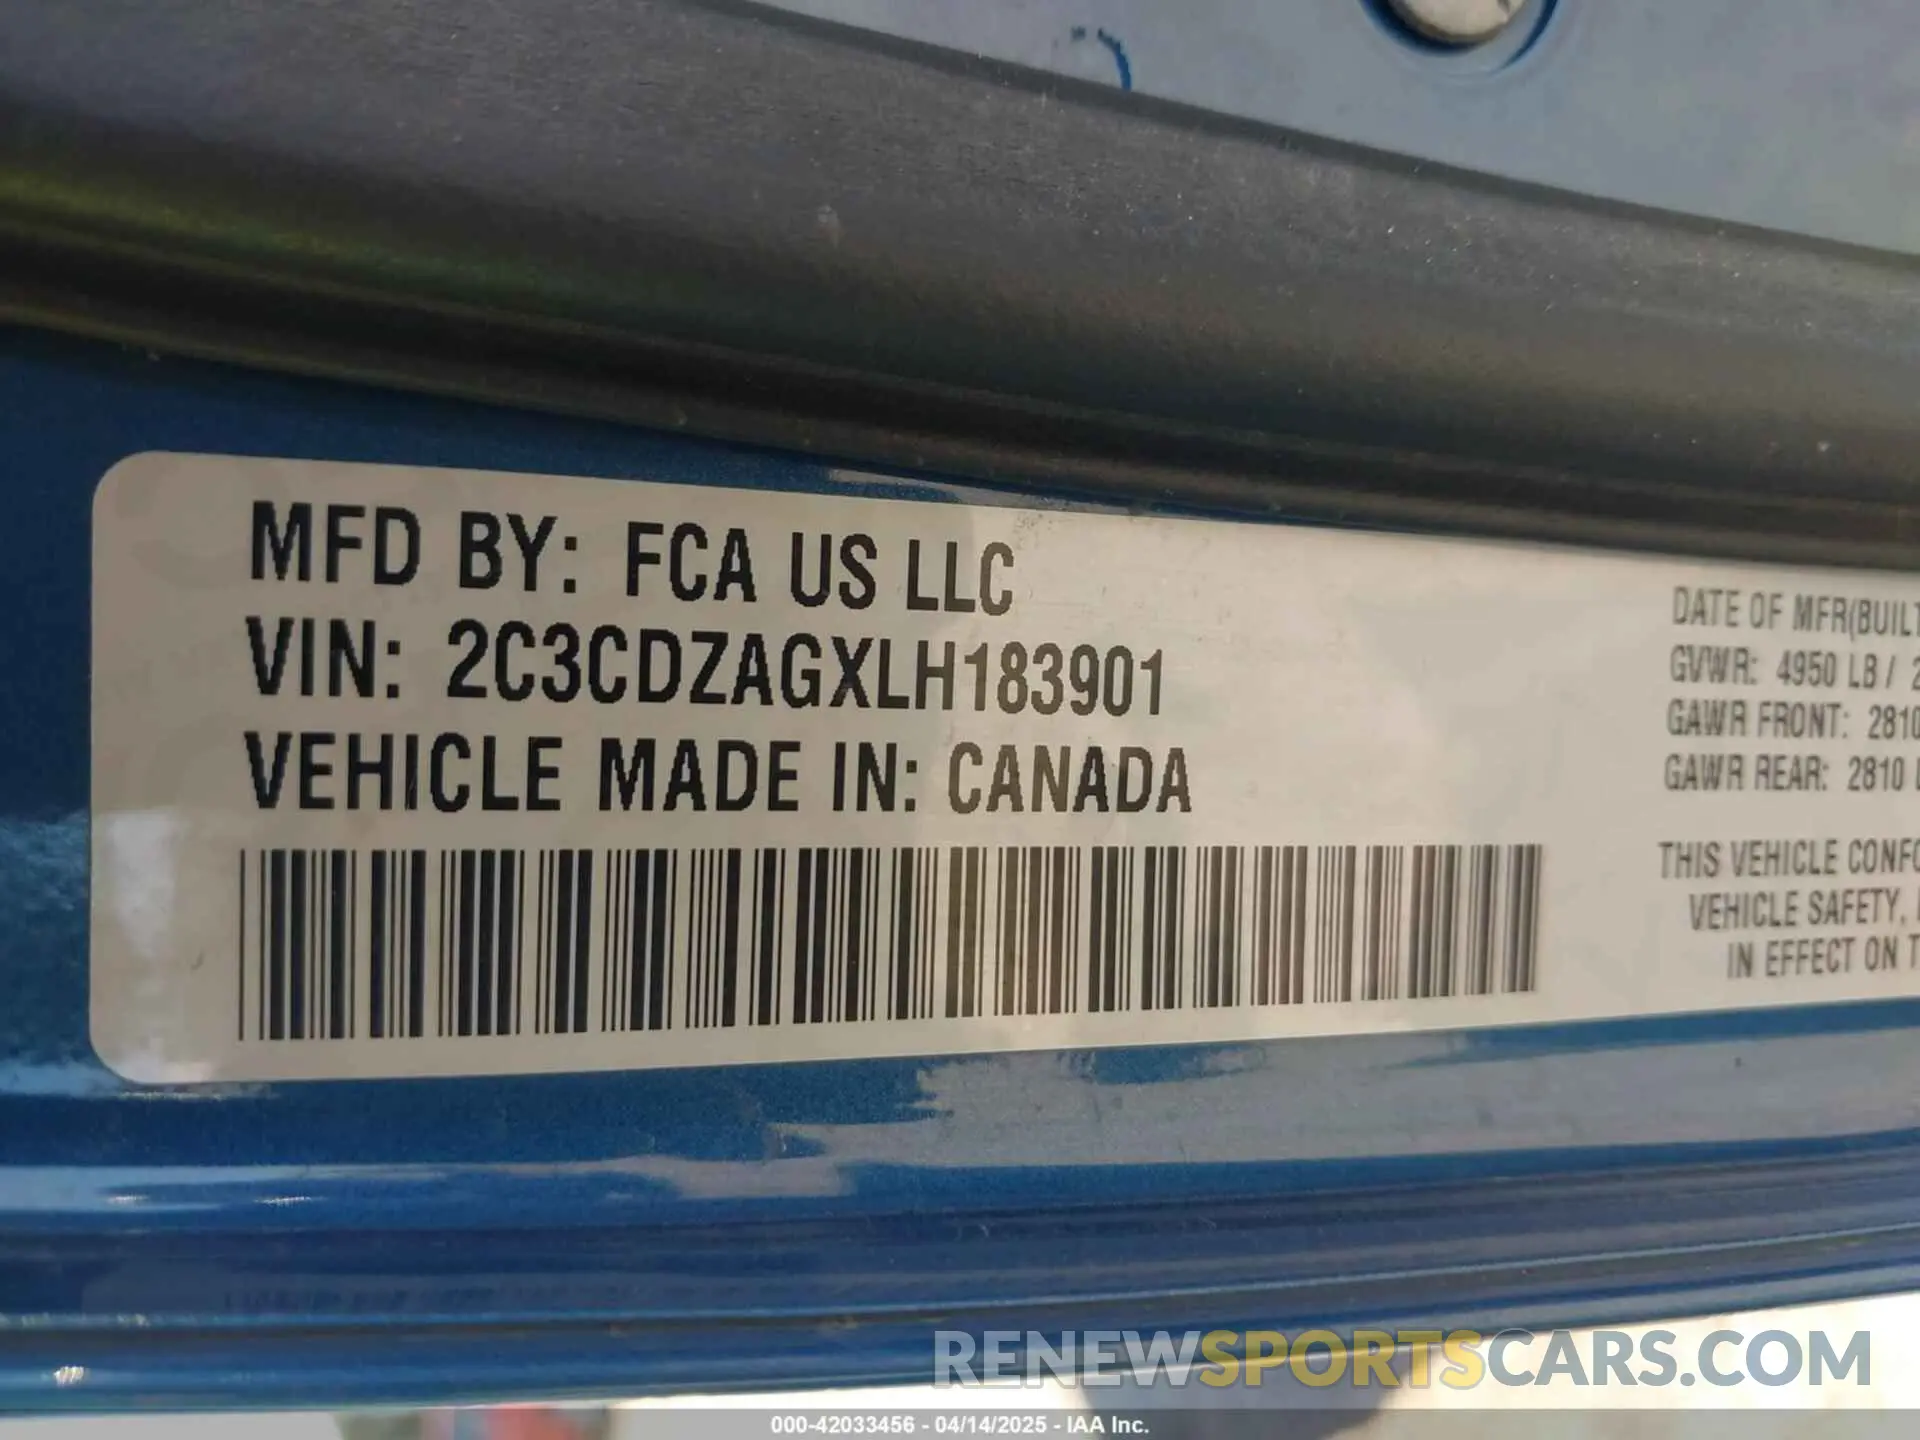 MFD BY: FCA US LLC
VIN: 2C3CDZAGXLH183901
VEHICLE MADE IN: CANADA
DATE OF MFR(BUILT
GVWR: 4950 LB / 2
GAWR FRONT: 2810
GAWR REAR: 2810 L
THIS VEHICLE CONFO
VEHICLE SAFETY,
IN EFFECT ON T
RENEWSPORTSCARS.COM
000-42033456 - 04/14/2025 - IAA Inc.